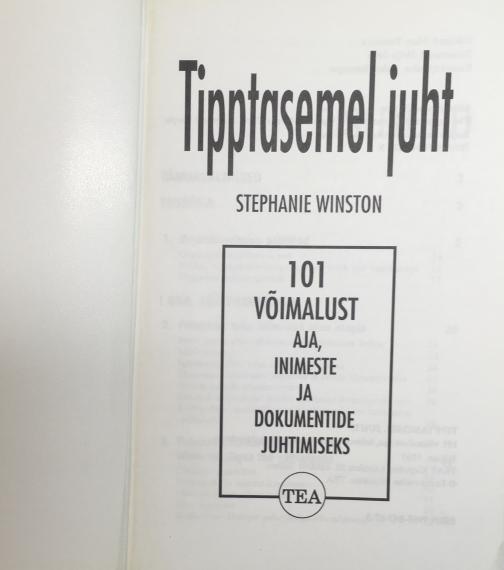 Tipptasemel juht
STEPHANIE WINSTON
101
VÕIMALUST
AJA,
INIMESTE
JA
DOKUMENTIDE
JUHTIMISEKS
TEA